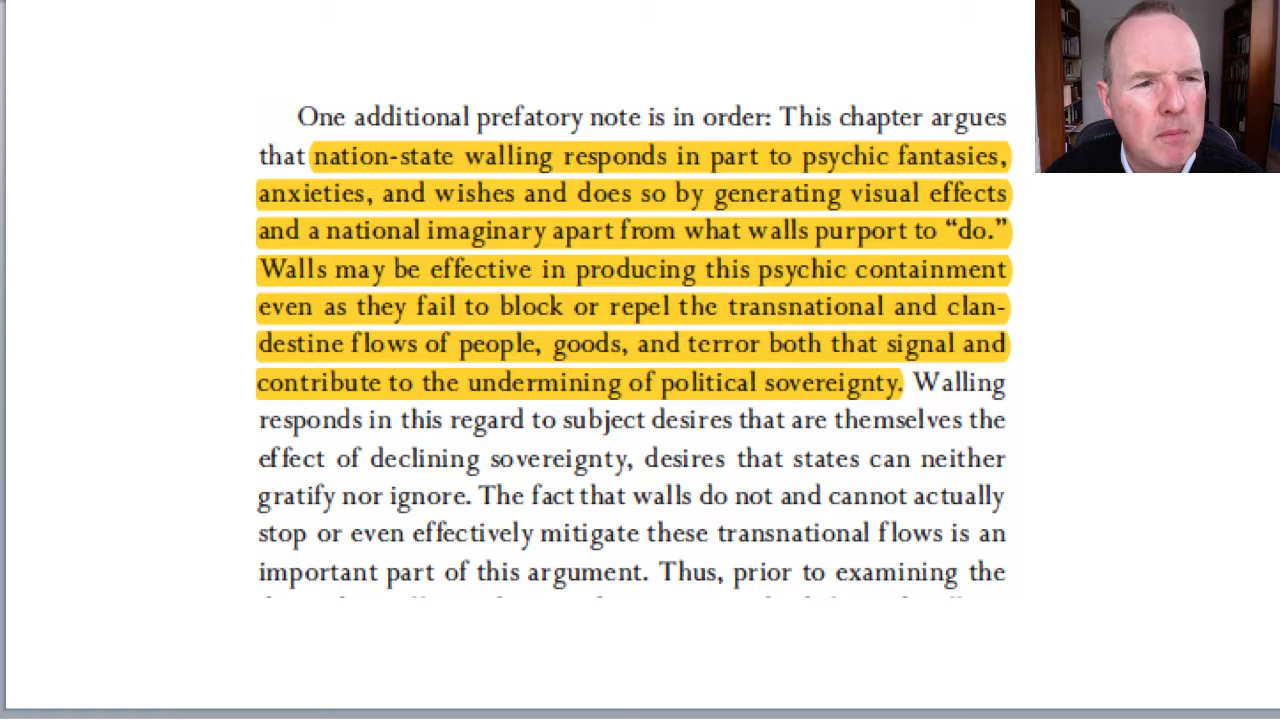 One additional prefatory note is in order: This chapter argues
that nation-state walling responds in part to psychic fantasies,
anxieties, and wishes and does so by generating visual effects
and a national imaginary apart from what walls purport to “do.”
Walls may be effective in producing this psychic containment
even as they fail to block or repel the transnational and clan-
destine flows of people, goods, and terror both that signal and
contribute to the undermining of political sovereignty. Walling
responds in this regard to subject desires that are themselves the
effect of declining sovereignty, desires that states can neither
gratify nor ignore. The fact that walls do not and cannot actually
stop or even effectively mitigate these transnational flows is an
important part of this argument. Thus, prior to examining the